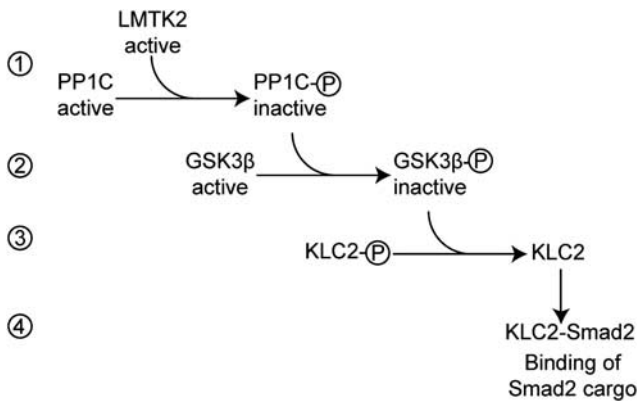 LMTK2
active
①
PP1C
active
PP1C-Ⓟ
inactive
②
GSK3β
active
GSK3β-Ⓟ
inactive
③
KLC2-Ⓟ
KLC2
④
KLC2-Smad2
Binding of
Smad2 cargo